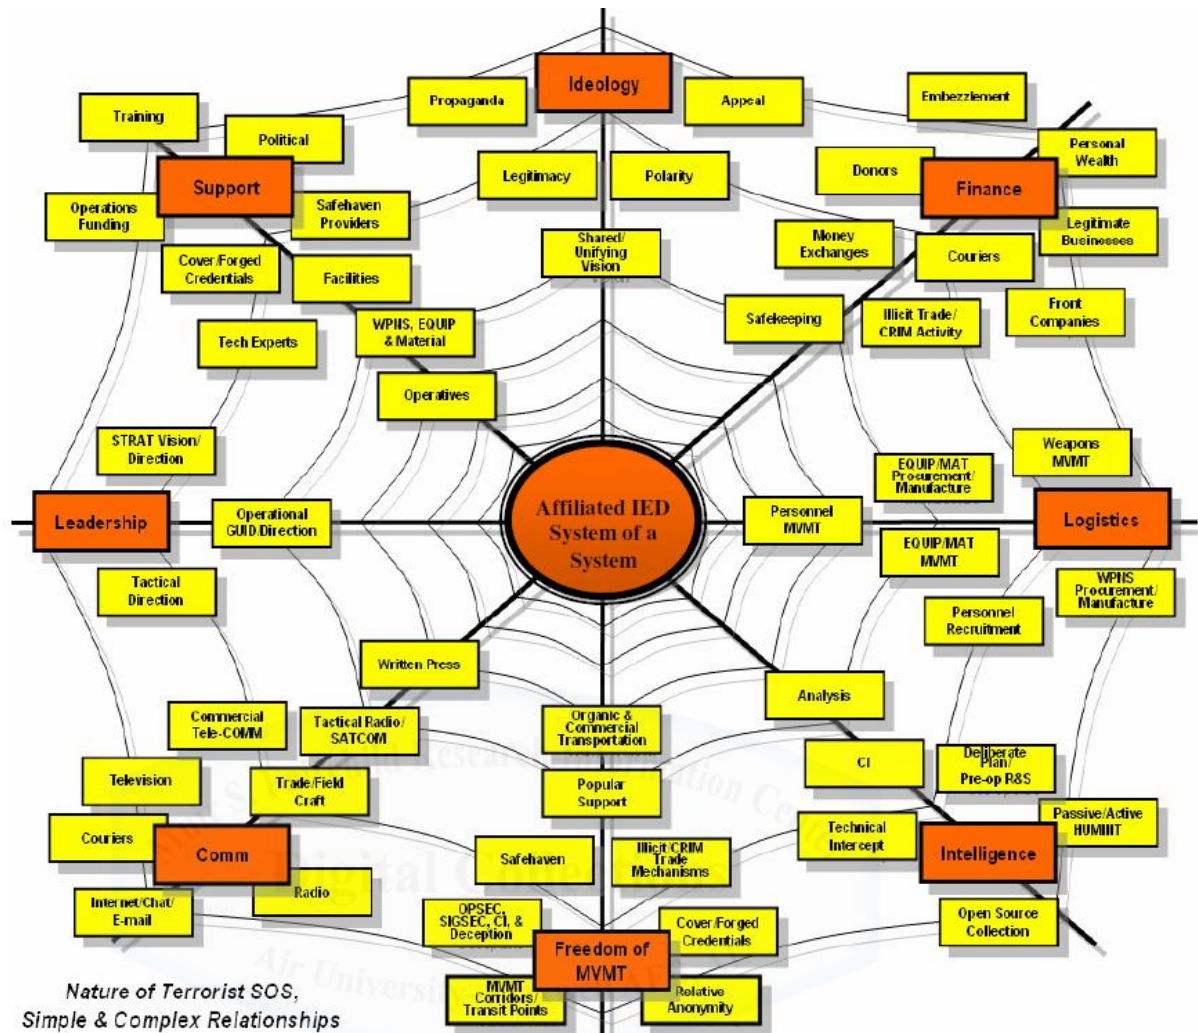 Ideology
Propaganda
Appeal
Embezzlement
Training
Political
Personal
Wealth
Donors
Support
Legitimacy
Polarity
Finance
Operations
Funding
Safehaven
Providers
Shared/
Unifying
Vision
Money
Exchanges
Legitimate
Businesses
Cover/Forged
Credentials
Facilities
Couriers
WPNS, EQUIP
& Material
Safekeeping
Illicit Trade/
CRIM Activity
Front
Companies
Tech Experts
Operatives
STRAT Vision/
Direction
Weapons
MVMT
EQUIP/MAT
Procurement/
Manufacture
Leadership
Operational
GUID/Direction
Affiliated IED
System of a
System
Personnel
MVMT
Logistics
EQUIP/MAT
MVMT
Tactical
Direction
WPNS
Procurement/
Manufacture
Personnel
Recruitment
Written Press
Analysis
Commercial
Tele-COMM
Tactical Radio/
SATCOM
Organic &
Commercial
Transportation
Television
Trade/Field
Craft
Popular
Support
CI
Deliberate
Plan/
Pre-op R&S
Couriers
Comm
Safehaven
Illicit/CRIM
Trade
Mechanisms
Technical
Intercept
Passive/Active
HUMINT
Intelligence
Radio
Internet/Chat/
E-mail
OPSEC,
SIGSEC, CI, &
Deception
Freedom of
MVMT
Cover/Forged
Credentials
Open Source
Collection
MVMT
Corridors/
Transit Points
Relative
Anonymity
Nature of Terrorist SOS,
Simple & Complex Relationships
Digital Collections